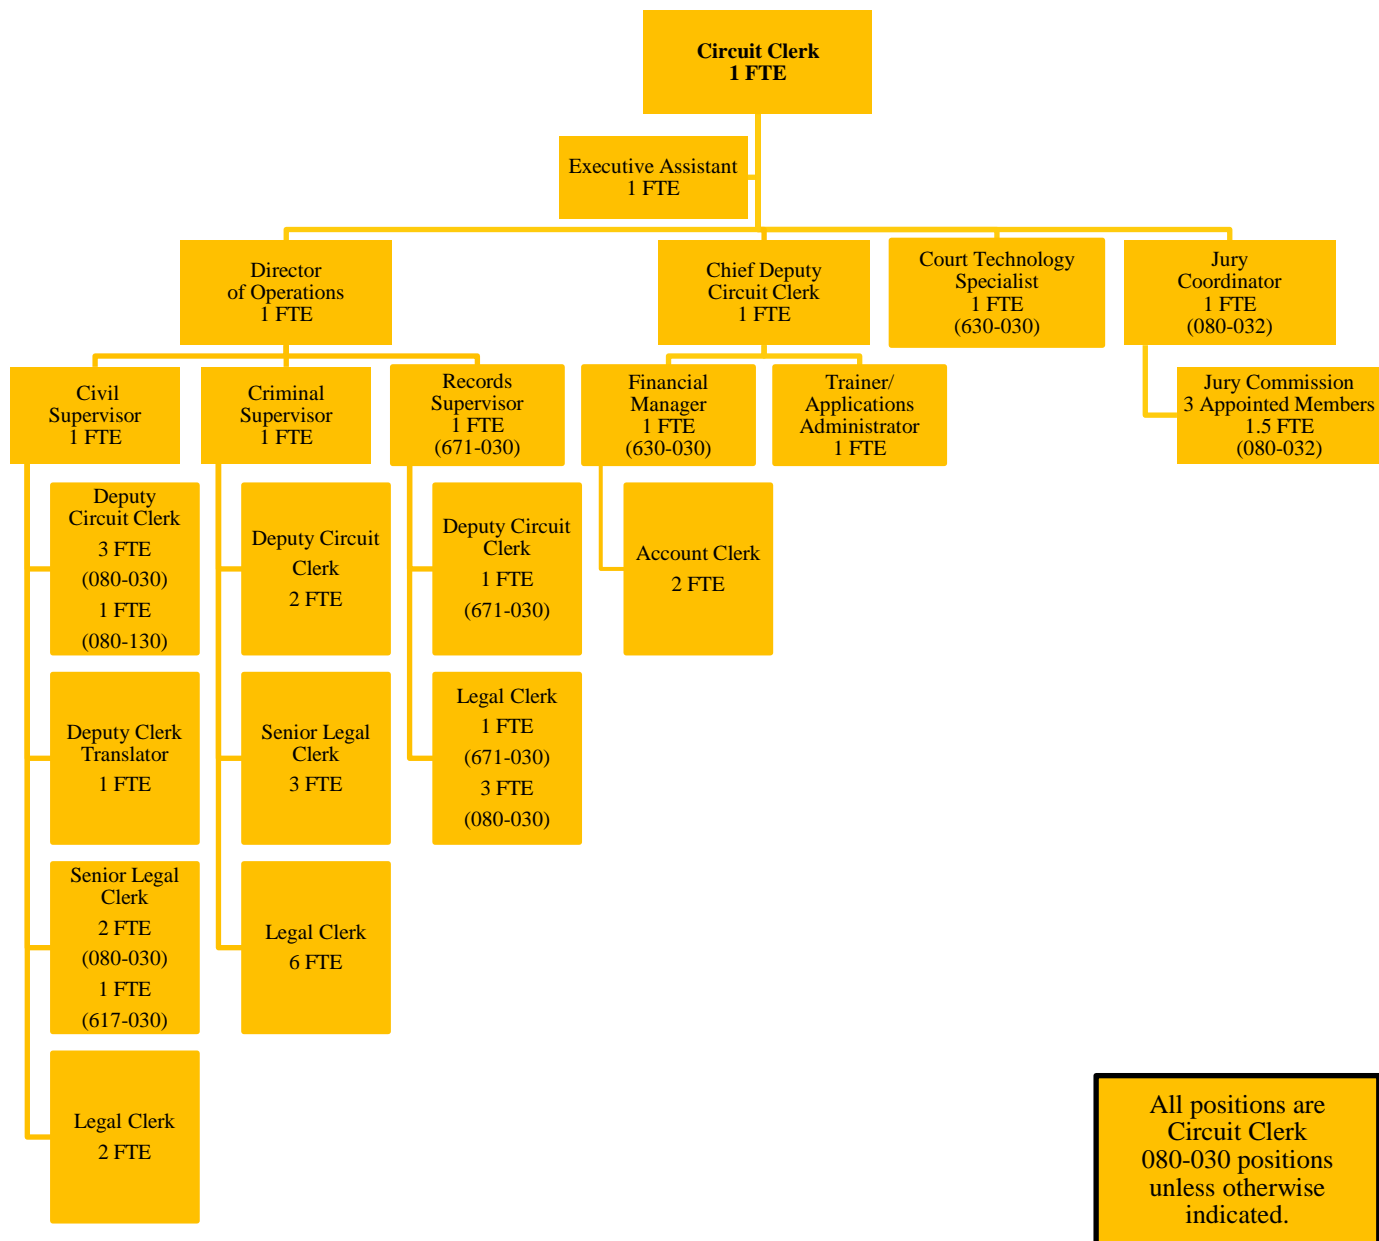 Circuit Clerk
1 FTE
Executive Assistant
1 FTE
Director
of Operations
1 FTE
Chief Deputy
Circuit Clerk
1 FTE
Court Technology
Specialist
1 FTE
(630-030)
Jury
Coordinator
1 FTE
(080-032)
Civil
Supervisor
1 FTE
Criminal
Supervisor
1 FTE
Records
Supervisor
1 FTE
(671-030)
Financial
Manager
1 FTE
(630-030)
Trainer/
Applications
Administrator
1 FTE
Jury Commission
3 Appointed Members
1.5 FTE
(080-032)
Deputy
Circuit Clerk
3 FTE
(080-030)
1 FTE
(080-130)
Deputy Circuit
Clerk
2 FTE
Deputy Circuit
Clerk
1 FTE
(671-030)
Account Clerk
2 FTE
Deputy Clerk
Translator
1 FTE
Senior Legal
Clerk
3 FTE
Legal Clerk
1 FTE
(671-030)
3 FTE
(080-030)
Senior Legal
Clerk
2 FTE
(080-030)
1 FTE
(617-030)
Legal Clerk
6 FTE
Legal Clerk
2 FTE
All positions are
Circuit Clerk
080-030 positions
unless otherwise
indicated.